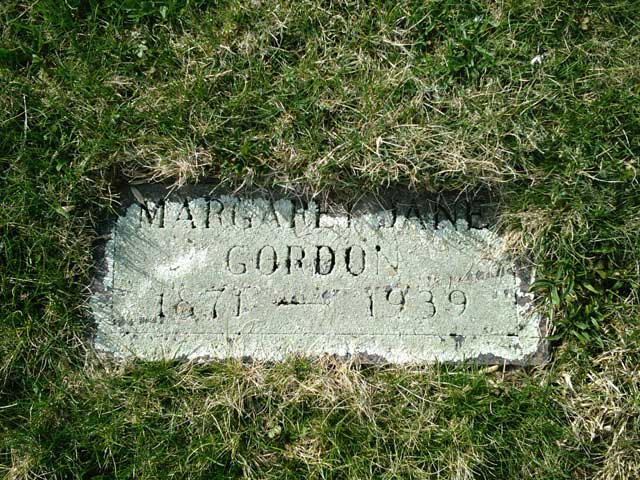 MARGARET JANE
GORDON
1871 — 1939